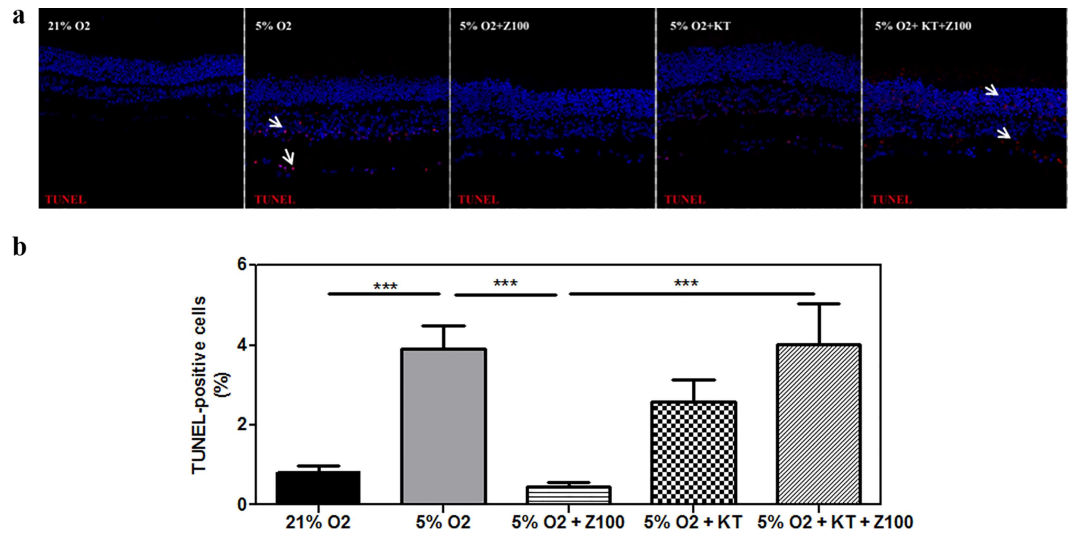 a
21% O2
5% O2
5% O2+Z100
5% O2+KT
5% O2+ KT+Z100
TUNEL
TUNEL
TUNEL
TUNEL
TUNEL
b
TUNEL-positive cells
(%)
6
4
2
0
***
***
***
21% O2
5% O2
5% O2 + Z100
5% O2 + KT
5% O2 + KT + Z100